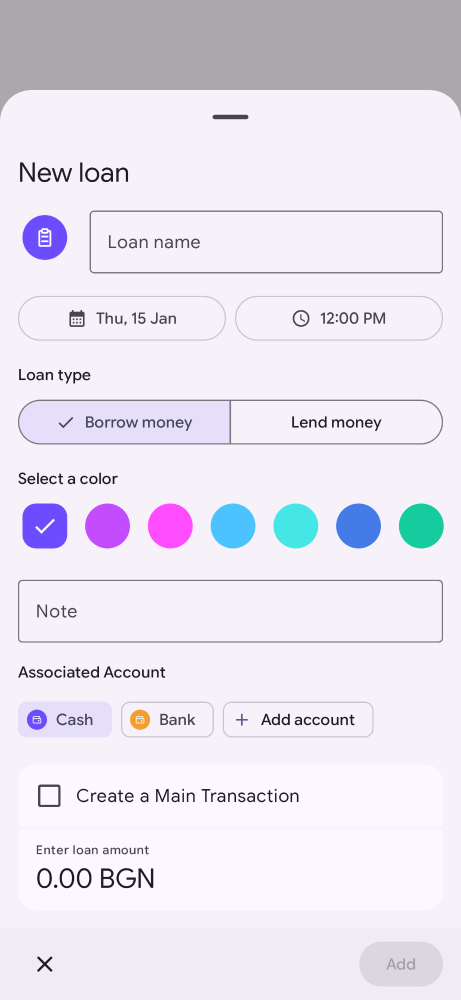 New loan
Loan name
Thu, 15 Jan
12:00 PM
Loan type
Borrow money
Lend money
Select a color
Note
Associated Account
Cash
Bank
Add account
Create a Main Transaction
Enter loan amount
0.00 BGN
Add